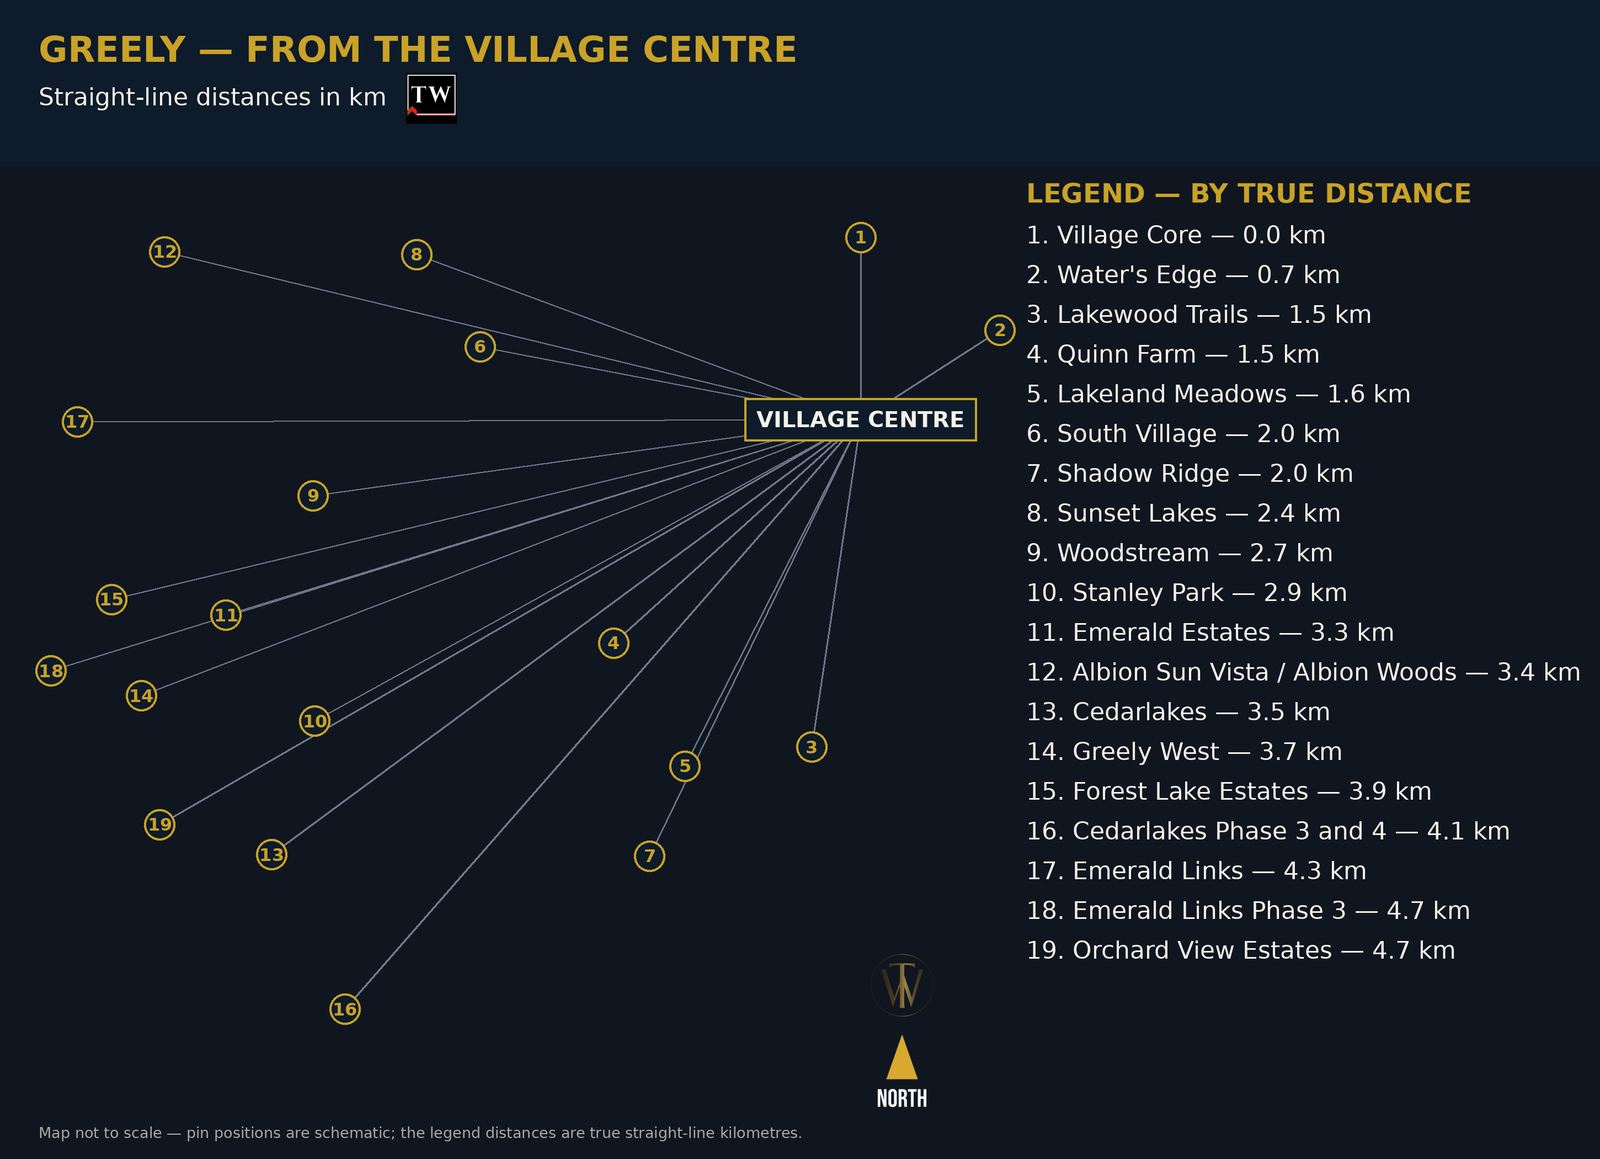 GREELY — FROM THE VILLAGE CENTRE
Straight-line distances in km
TW
LEGEND — BY TRUE DISTANCE
1. Village Core — 0.0 km
2. Water's Edge — 0.7 km
3. Lakewood Trails — 1.5 km
4. Quinn Farm — 1.5 km
5. Lakeland Meadows — 1.6 km
6. South Village — 2.0 km
7. Shadow Ridge — 2.0 km
8. Sunset Lakes — 2.4 km
9. Woodstream — 2.7 km
10. Stanley Park — 2.9 km
11. Emerald Estates — 3.3 km
12. Albion Sun Vista / Albion Woods — 3.4 km
13. Cedarlakes — 3.5 km
14. Greely West — 3.7 km
15. Forest Lake Estates — 3.9 km
16. Cedarlakes Phase 3 and 4 — 4.1 km
17. Emerald Links — 4.3 km
18. Emerald Links Phase 3 — 4.7 km
19. Orchard View Estates — 4.7 km
1
12
8
2
6
VILLAGE CENTRE
17
9
15
11
4
18
14
10
3
5
19
13
7
16
TW
NORTH
Map not to scale — pin positions are schematic; the legend distances are true straight-line kilometres.